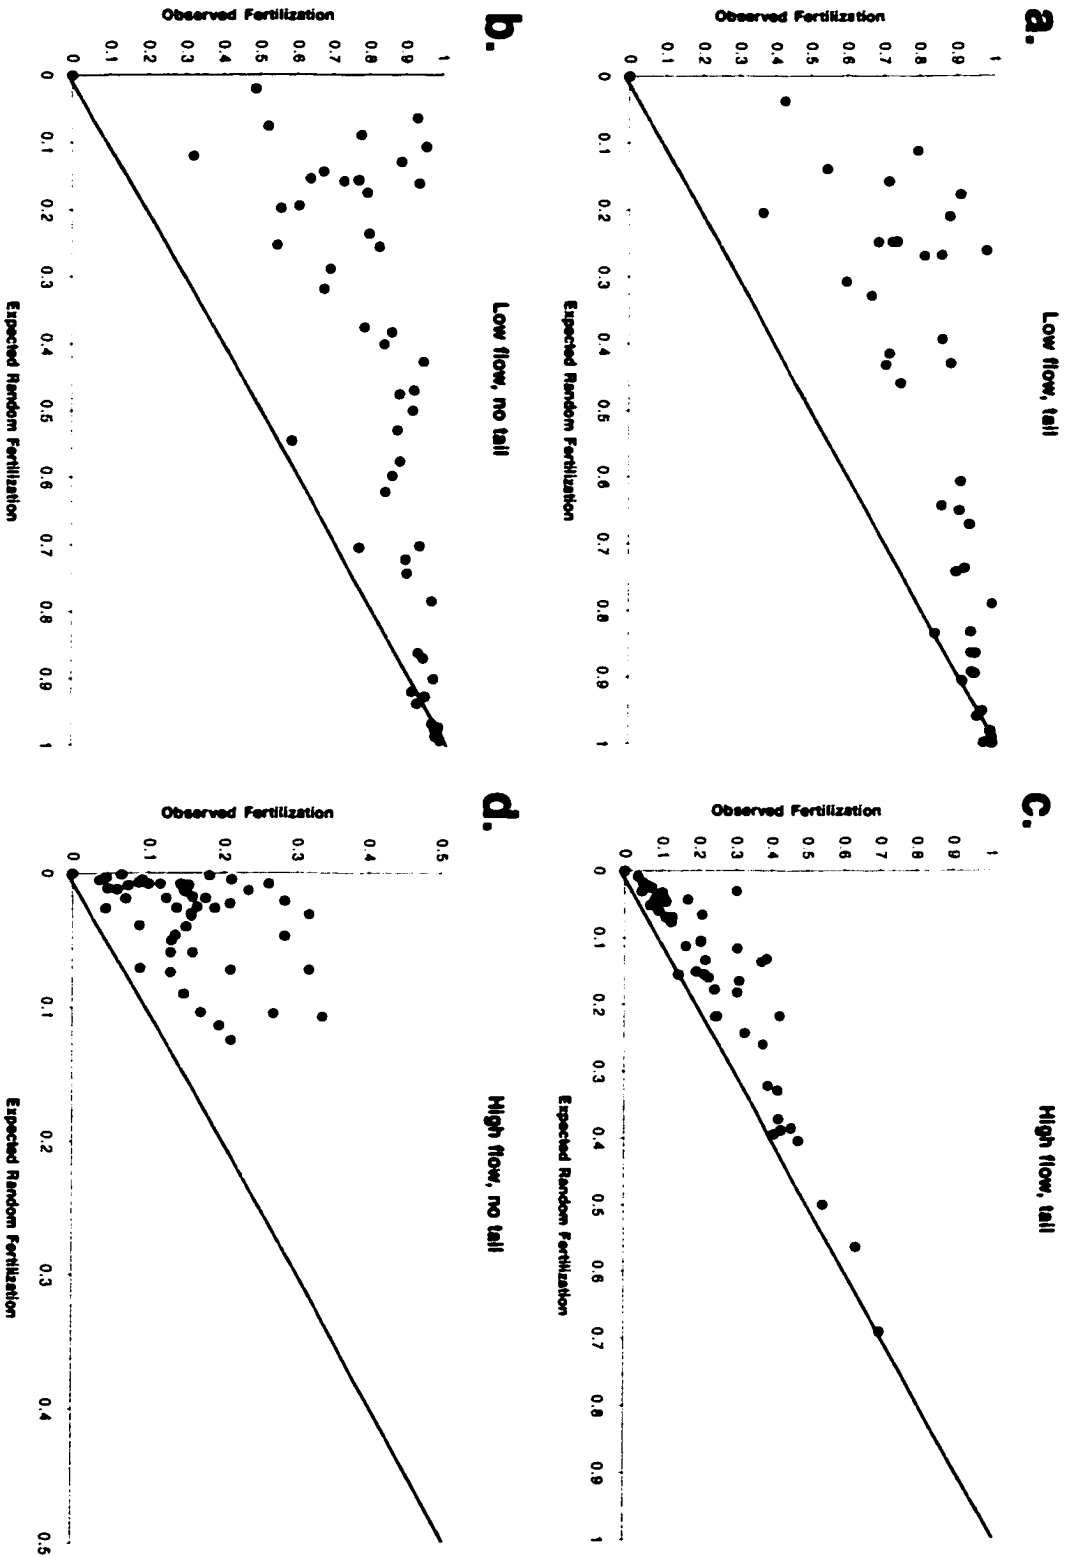 a.
Low flow, tail
Observed Fertilization
1
0.9
0.8
0.7
0.6
0.5
0.4
0.3
0.2
0.1
0
0 0.1 0.2 0.3 0.4 0.5 0.6 0.7 0.8 0.9 1
Expected Random Fertilization
b.
Low flow, no tail
Observed Fertilization
1
0.9
0.8
0.7
0.6
0.5
0.4
0.3
0.2
0.1
0
0 0.1 0.2 0.3 0.4 0.5 0.6 0.7 0.8 0.9 1
Expected Random Fertilization
c.
High flow, tail
Observed Fertilization
1
0.9
0.8
0.7
0.6
0.5
0.4
0.3
0.2
0.1
0
0 0.1 0.2 0.3 0.4 0.5 0.6 0.7 0.8 0.9 1
Expected Random Fertilization
d.
High flow, no tail
Observed Fertilization
0.5
0.4
0.3
0.2
0.1
0
0 0.1 0.2 0.3 0.4 0.5
Expected Random Fertilization